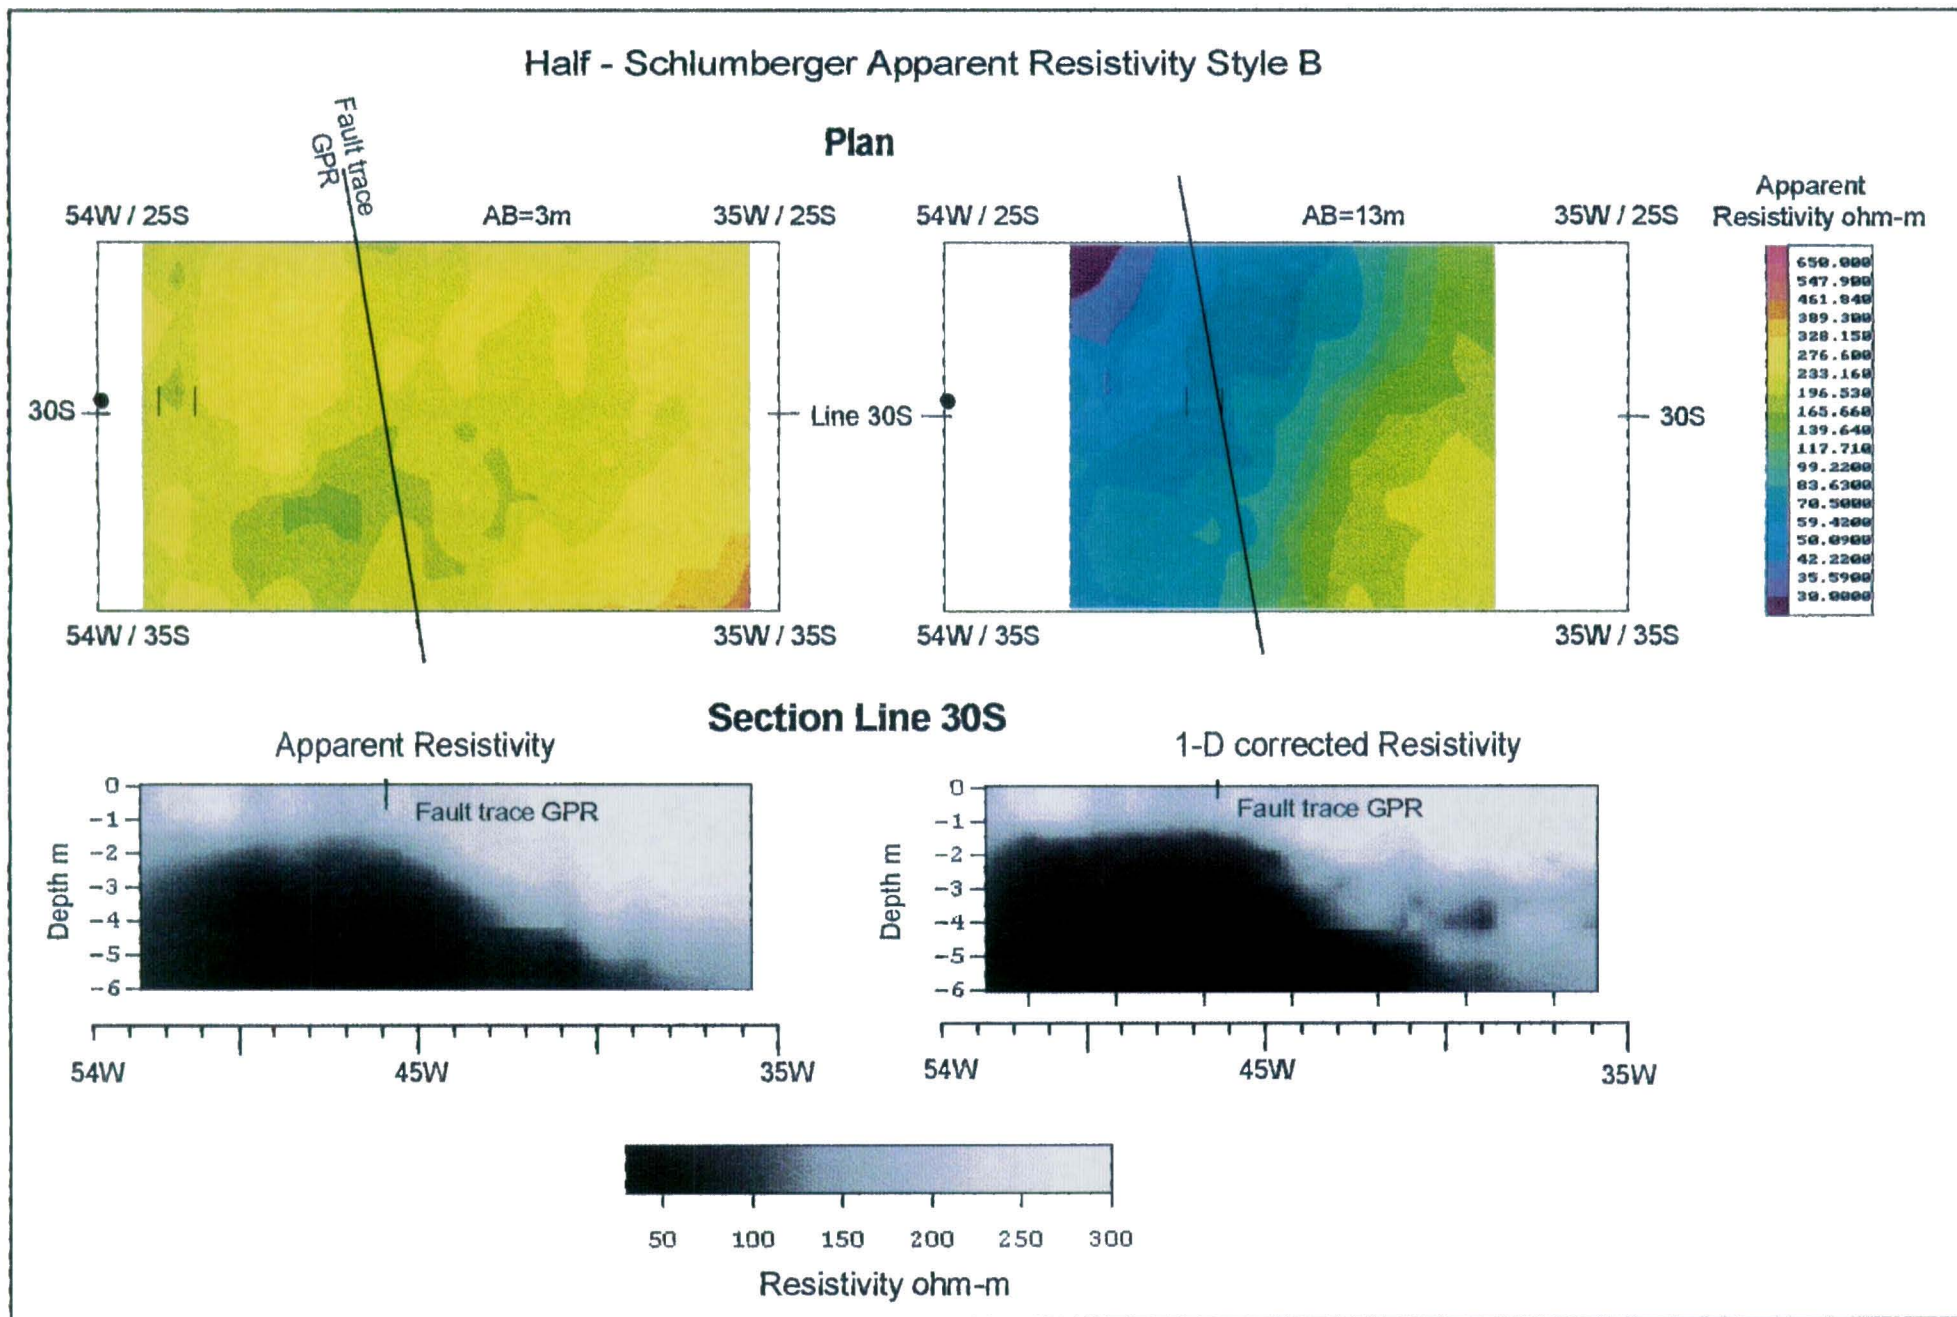 Half - Schlumberger Apparent Resistivity Style B
Plan
Fault trace
GPR
54W / 25S
AB=3m
35W / 25S
54W / 25S
AB=13m
35W / 25S
Apparent
Resistivity ohm-m
650.000
547.900
461.840
389.300
328.150
276.600
233.160
196.530
165.660
139.640
117.710
99.2200
83.6300
70.5000
59.4200
50.0900
42.2200
35.5900
30.0000
30S
Line 30S
30S
54W / 35S
35W / 35S
54W / 35S
35W / 35S
Section Line 30S
Apparent Resistivity
1-D corrected Resistivity
Fault trace GPR
Fault trace GPR
Depth m
0
-1
-2
-3
-4
-5
-6
Depth m
0
-1
-2
-3
-4
-5
-6
54W
45W
35W
54W
45W
35W
50
100
150
200
250
300
Resistivity ohm-m